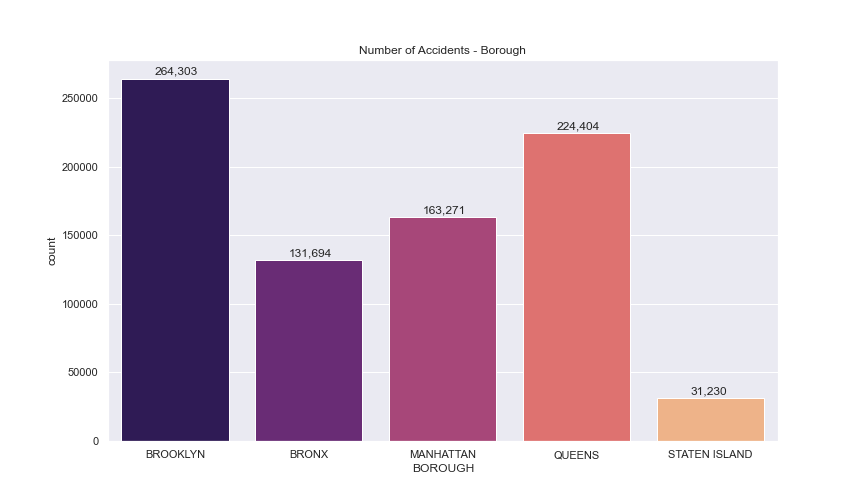 Number of Accidents - Borough
264,303
250000
224,404
200000
163,271
150000
131,694
count
100000
50000
31,230
0
BROOKLYN BRONX MANHATTAN QUEENS STATEN ISLAND
BOROUGH